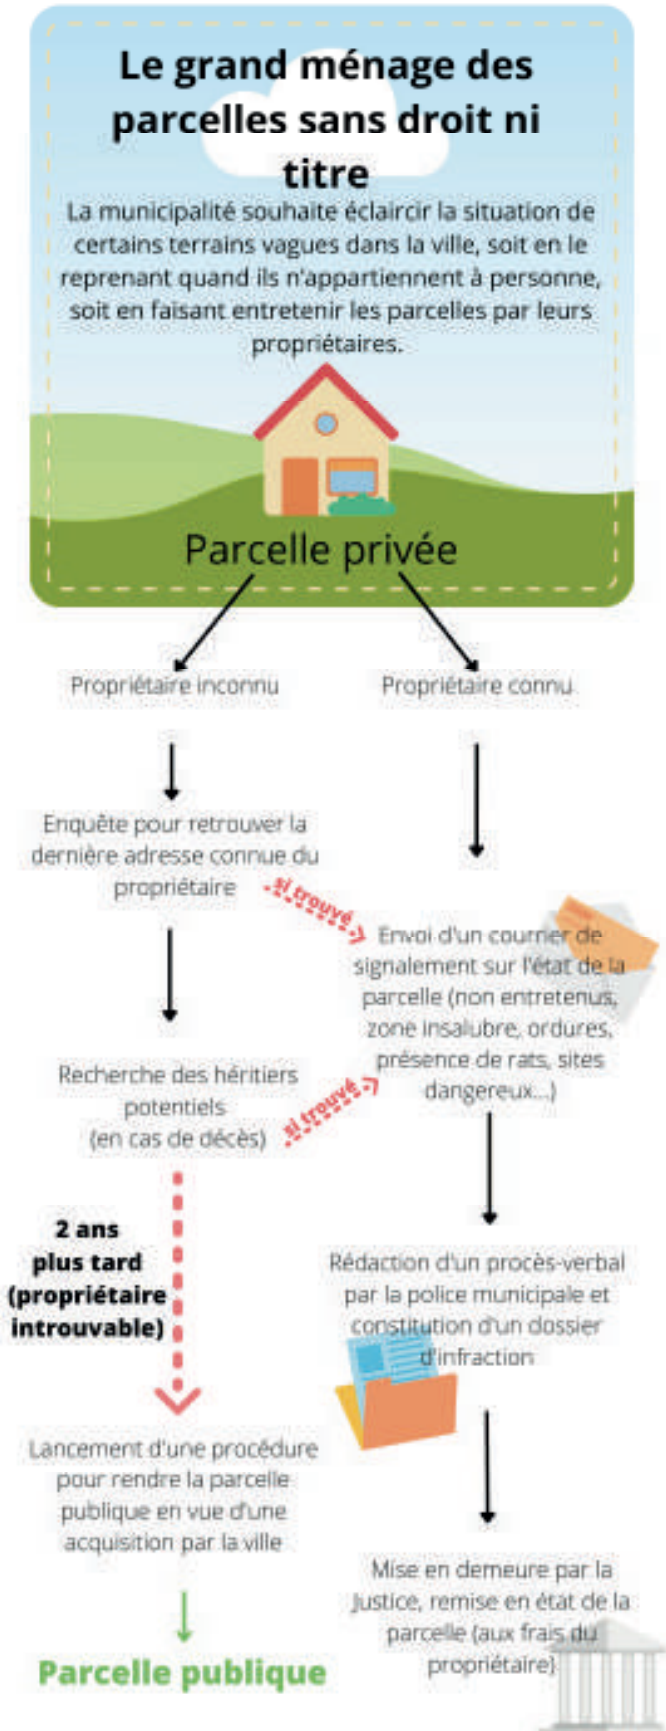 Le grand ménage des
parcelles sans droit ni
titre
La municipalité souhaite éclaircir la situation de
certains terrains vagues dans la ville, soit en le
reprenant quand ils n'appartiennent à personne,
soit en faisant entretenir les parcelles par leurs
propriétaires.
Parcelle privée
Propriétaire inconnu
Propriétaire connu
Enquête pour retrouver la
dernière adresse connue du
propriétaire
si trouvé
Envoi d'un courrier de
signalement sur l'état de la
parcelle (non entretenus,
zone insalubre, ordures,
présence de rats, sites
dangereux...)
Recherche des héritiers
potentiels
(en cas de décès)
si trouvé
2 ans
plus tard
(propriétaire
introuvable)
Rédaction d'un procès-verbal
par la police municipale et
constitution d'un dossier
d'infraction
Lancement d'une procédure
pour rendre la parcelle
publique en vue d'une
acquisition par la ville
Mise en demeure par la
Justice, remise en état de la
parcelle (aux frais du
propriétaire)
Parcelle publique